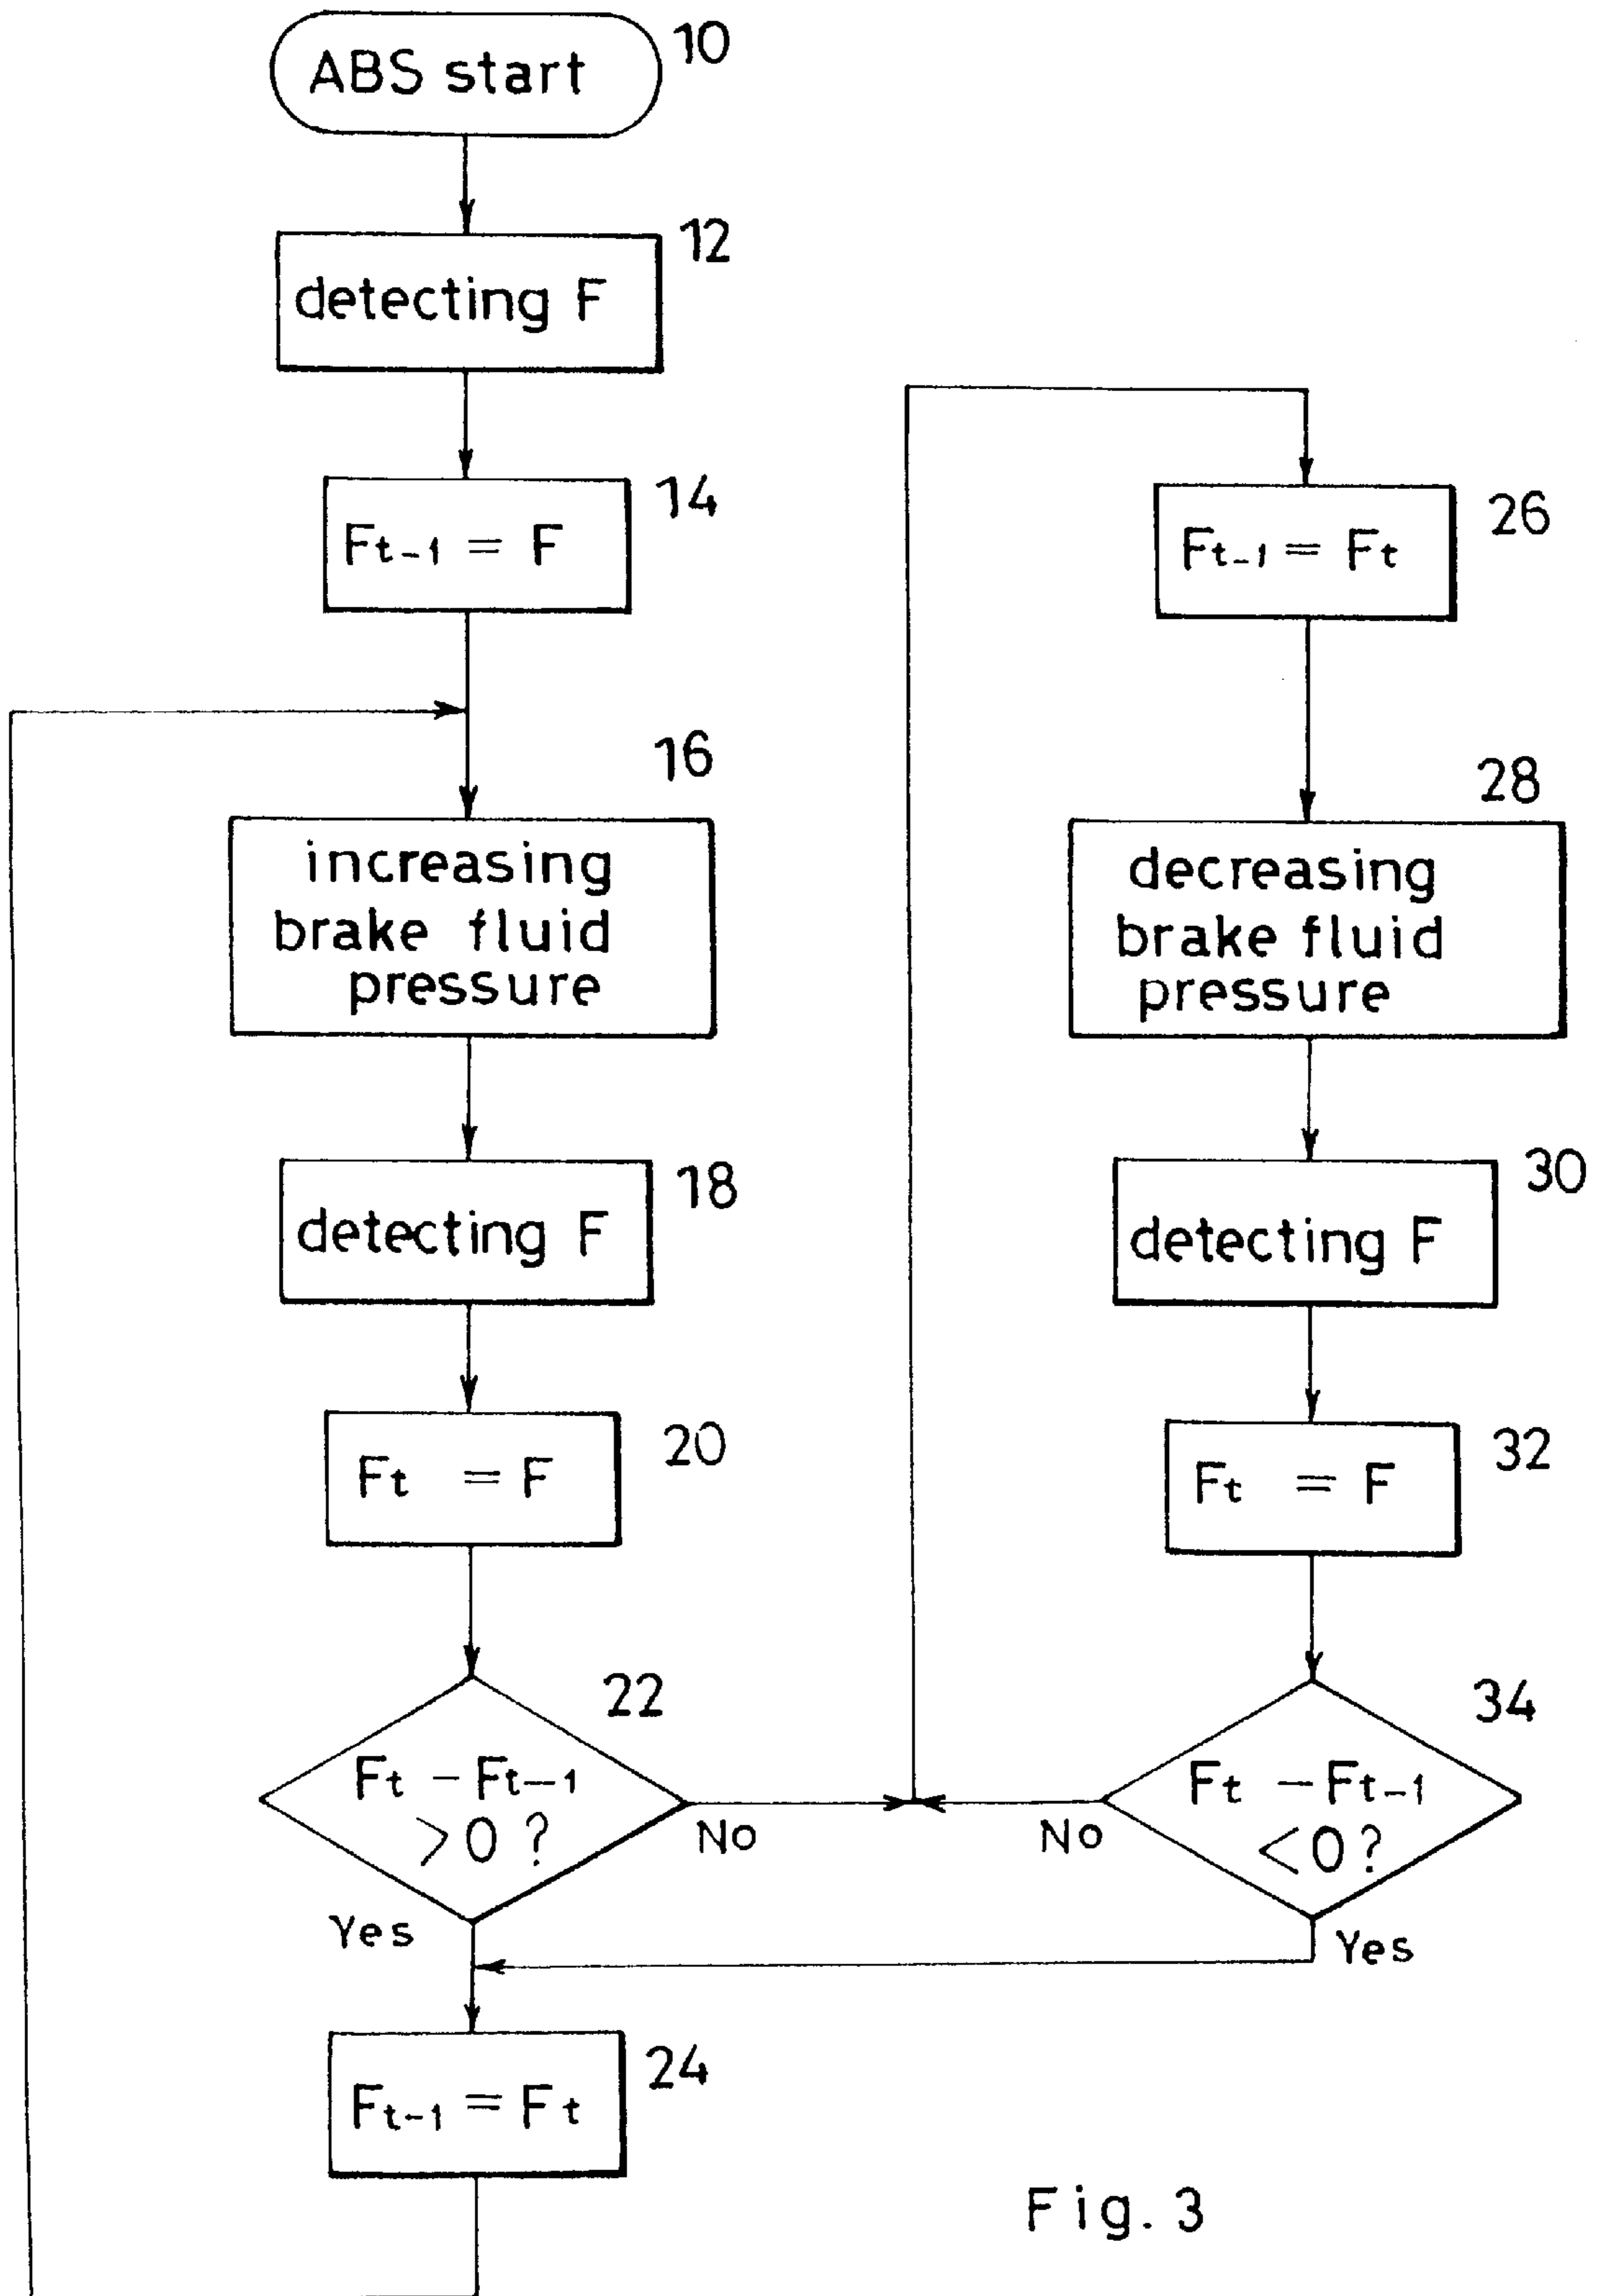 ABS start
10
detecting F
12
Ft-1 = F
14
increasing
brake fluid
pressure
16
detecting F
18
Ft = F
20
Ft - Ft-1
>0 ?
22
No
Yes
Ft-1 = Ft
24
Ft-1 = Ft
26
decreasing
brake fluid
pressure
28
detecting F
30
Ft = F
32
Ft - Ft-1
<0 ?
34
No
Yes
Fig. 3